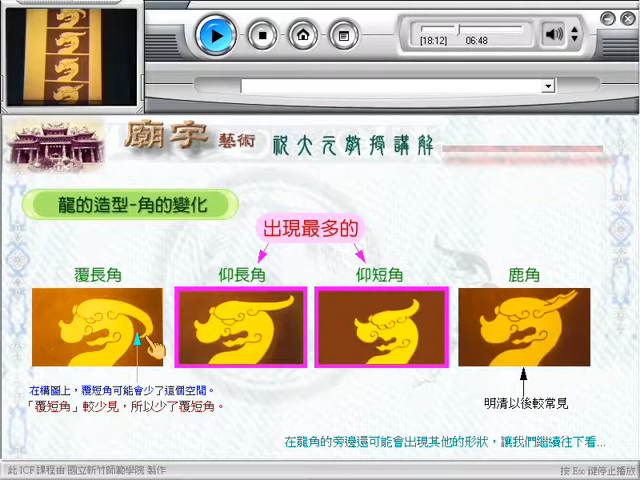 [18:12] 06:48
廟宇藝術 祝大元教授講解
龍的造型-角的變化
出現最多的
覆長角 仰長角 仰短角 鹿角
在構圖上，覆短角可能會少了這個空間。
「覆短角」較少見，所以少了覆短角。
明清以後較常見
在龍角的旁邊還可能會出現其他的形狀，讓我們繼續往下看...
此 ICF 課程由 國立新竹師範學院 製作
按 Esc 鍵停止播放